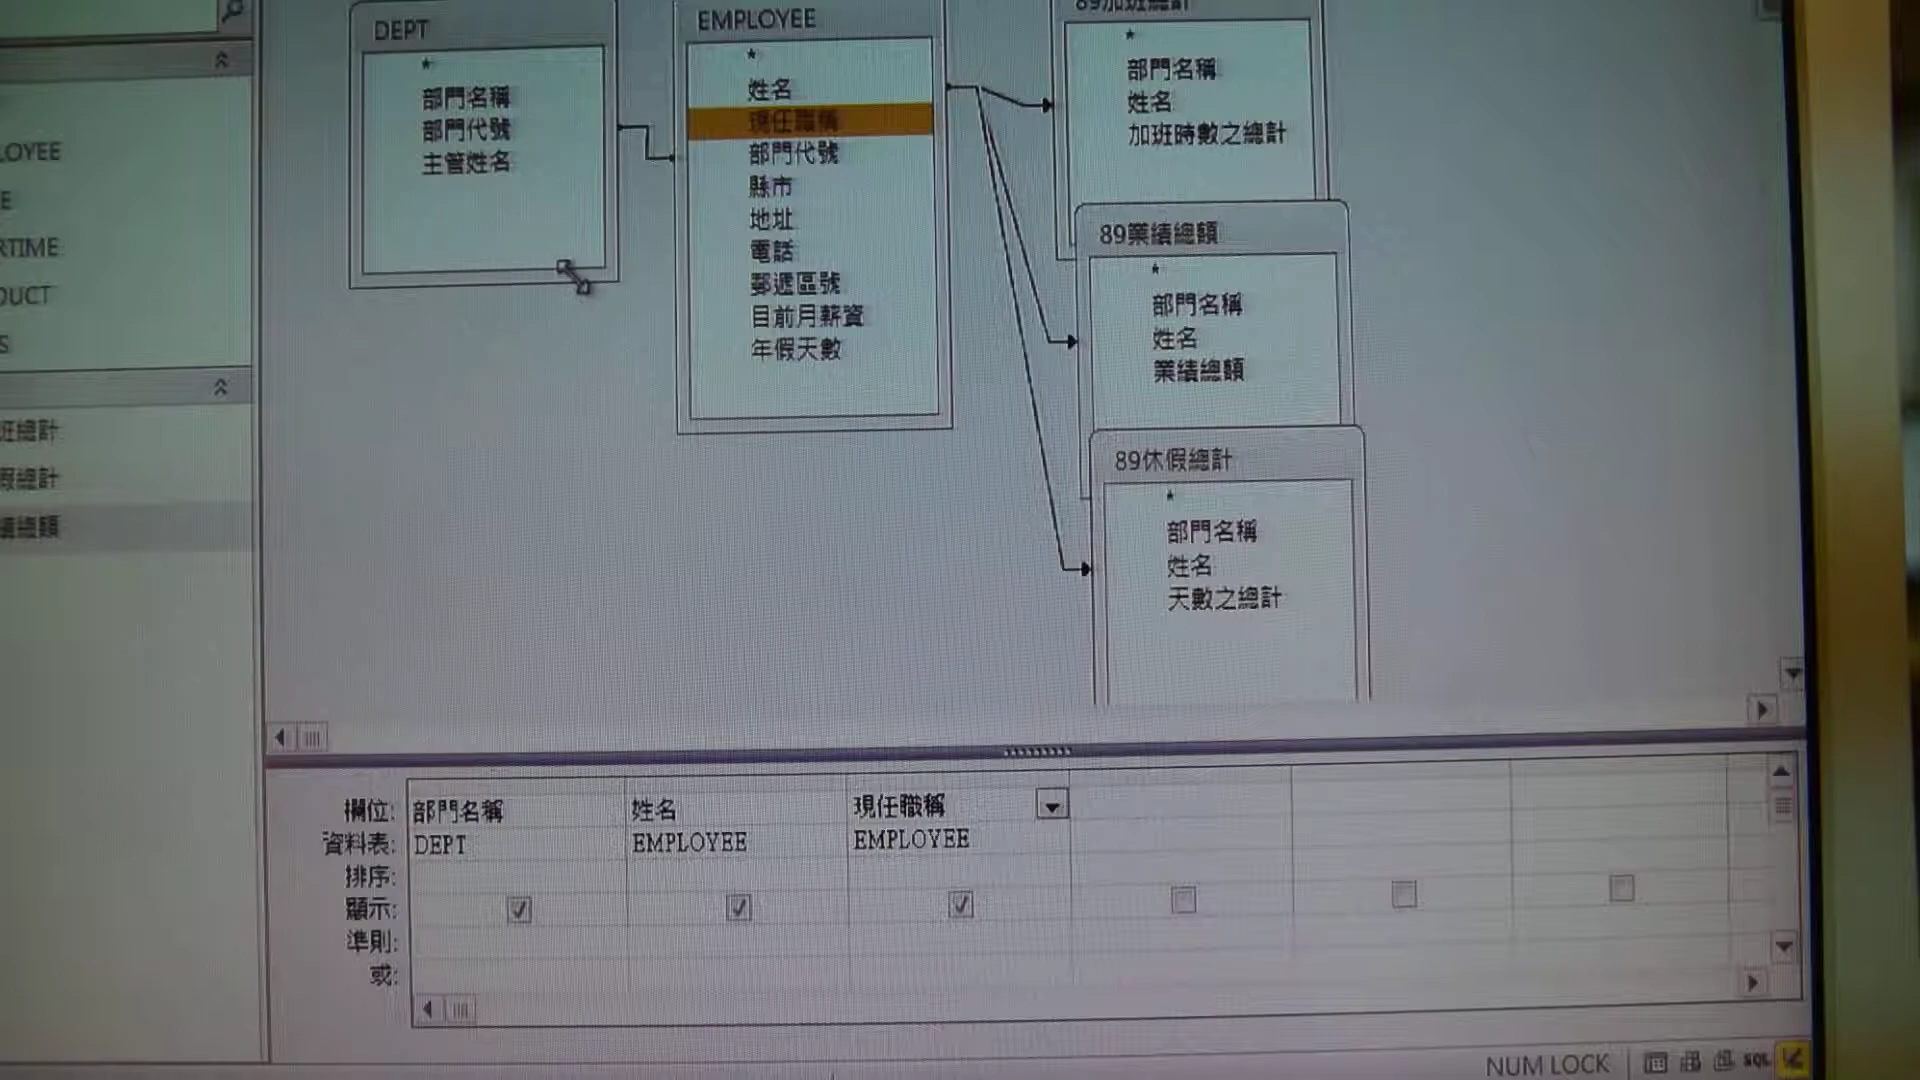 DEPT
*
部門名稱
部門代號
主管姓名
EMPLOYEE
*
姓名
現任職稱
部門代號
縣市
地址
電話
郵遞區號
目前月薪資
年假天數
89加班總計
*
部門名稱
姓名
加班時數之總計
89業績總額
*
部門名稱
姓名
業績總額
89休假總計
*
部門名稱
姓名
天數之總計
LOYEE
E
RTIME
DUCT
S
班總計
假總計
績總額
欄位: 部門名稱 姓名 現任職稱
資料表: DEPT EMPLOYEE EMPLOYEE
排序:
顯示:
準則:
或:
NUM LOCK
SQL